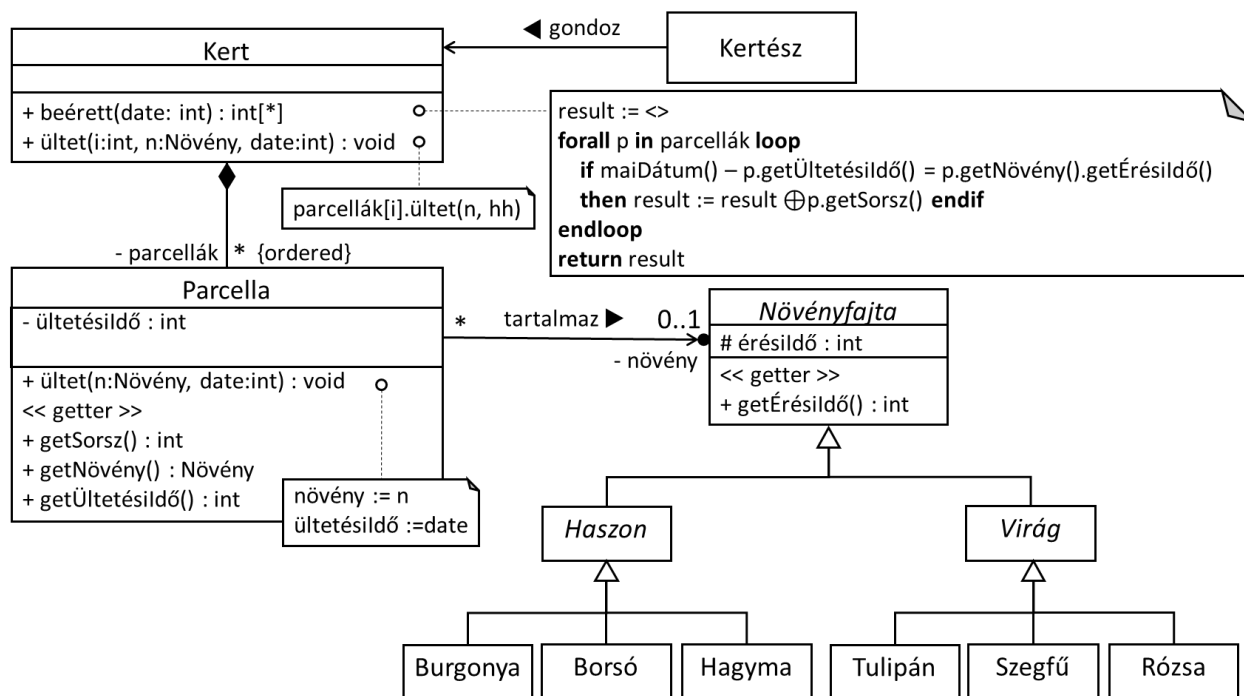 Kert
◀ gondoz
Kertész
+ beérett(date: int) : int[*]
+ ültet(i:int, n:Növény, date:int) : void
result := <>
forall p in parcellák loop
if maiDátum() – p.getÜltetésiIdő() = p.getNövény().getÉrésiIdő()
then result := result ⊕p.getSorsz() endif
endloop
return result
parcellák[i].ültet(n, hh)
- parcellák * {ordered}
Parcella
- ültetésiIdő : int
+ ültet(n:Növény, date:int) : void
<< getter >>
+ getSorsz() : int
+ getNövény() : Növény
+ getÜltetésiIdő() : int
növény := n
ültetésiIdő :=date
* tartalmaz ▶ 0..1
- növény
Növényfajta
# érésiIdő : int
<< getter >>
+ getÉrésiIdő() : int
Haszon
Virág
Burgonya
Borsó
Hagyma
Tulipán
Szegfű
Rózsa